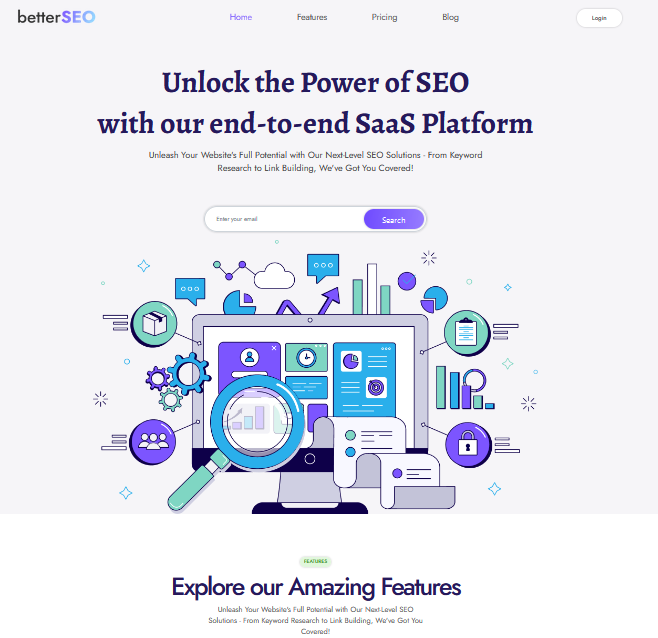 betterSEO
Home
Features
Pricing
Blog
Login
Unlock the Power of SEO
with our end-to-end SaaS Platform
Unleash Your Website's Full Potential with Our Next-Level SEO Solutions - From Keyword
Research to Link Building, We've Got You Covered!
Enter your email
Search
FEATURES
Explore our Amazing Features
Unleash Your Website's Full Potential with Our Next-Level SEO
Solutions - From Keyword Research to Link Building, We've Got You
Covered!